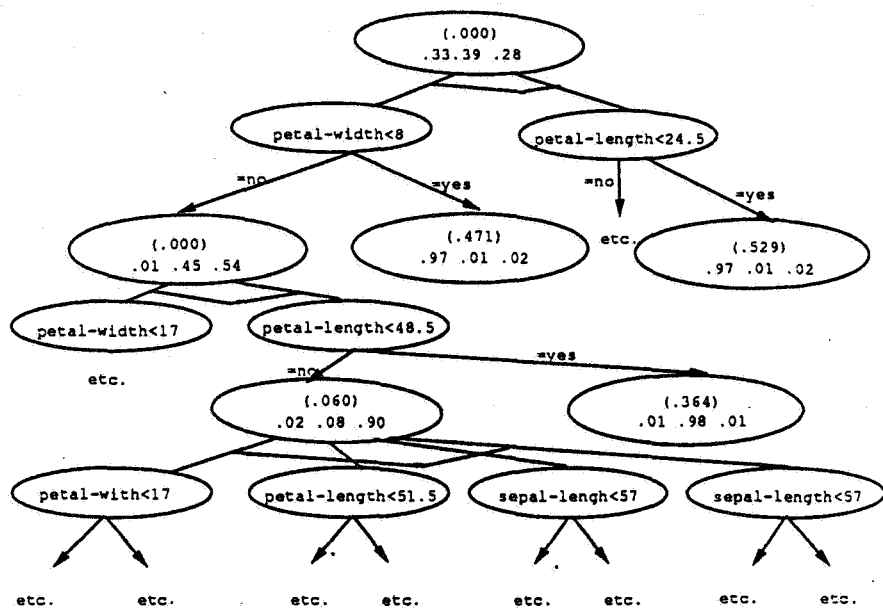 (.000)
.33.39 .28
petal-width<8
petal-length<24.5
=no
=yes
=no
=yes
(.000)
.01 .45 .54
(.471)
.97 .01 .02
etc.
(.529)
.97 .01 .02
petal-width<17
petal-length<48.5
etc.
=no
=yes
(.060)
.02 .08 .90
(.364)
.01 .98 .01
petal-with<17
petal-length<51.5
sepal-lengh<57
sepal-length<57
etc.
etc.
etc.
etc.
etc.
etc.
etc.
etc.